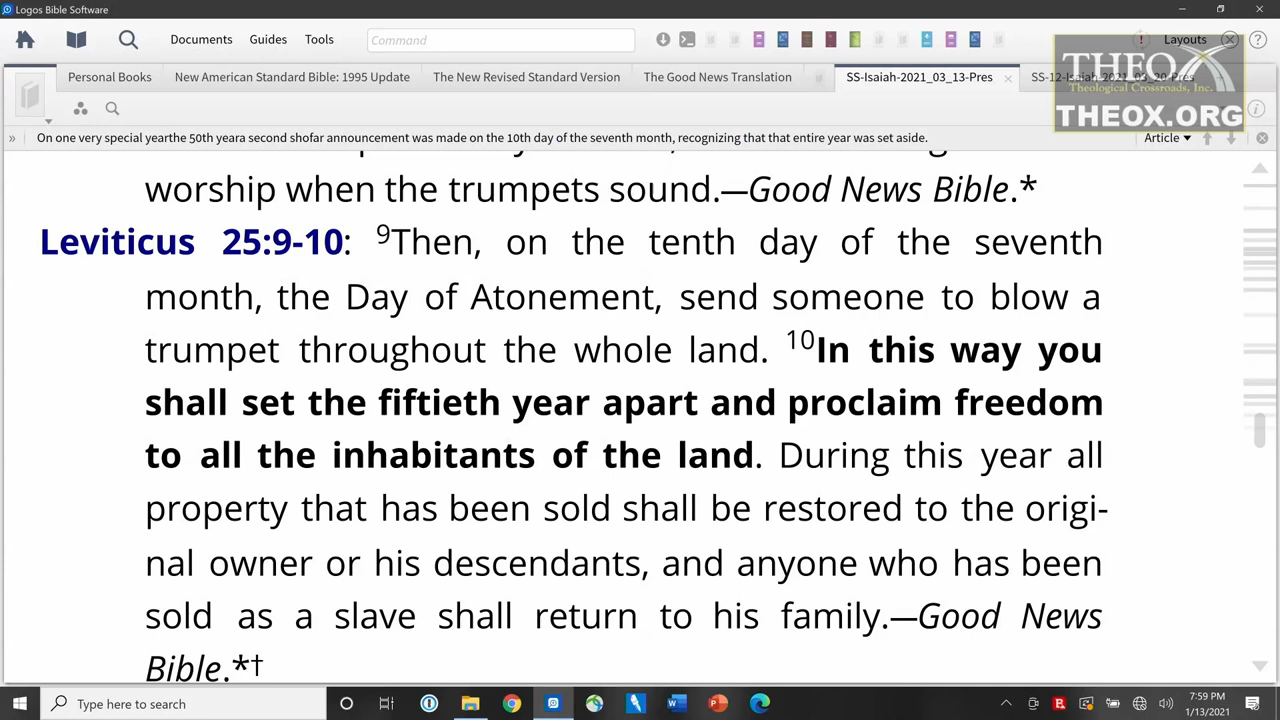 Logos Bible Software
Documents Guides Tools Command Layouts
THEOX
Theological Crossroads, Inc.
THEOX.ORG
Personal Books New American Standard Bible: 1995 Upda The New Revised Standard Version The Good News Translation SS-Isaiah-2021_03_13-Pres
On one very special yearthe 50th yeara second shofar announcement was made on the 10th day of the seventh month, recognizing that that entire year was set aside. Article
worship when the trumpets sound.—Good News Bible.*
Leviticus 25:9-10: 9Then, on the tenth day of the seventh
month, the Day of Atonement, send someone to blow a
trumpet throughout the whole land. 10In this way you
shall set the fiftieth year apart and proclaim freedom
to all the inhabitants of the land. During this year all
property that has been sold shall be restored to the origi-
nal owner or his descendants, and anyone who has been
sold as a slave shall return to his family.—Good News
Bible.*†
Type here to search
7:59 PM
1/13/2021